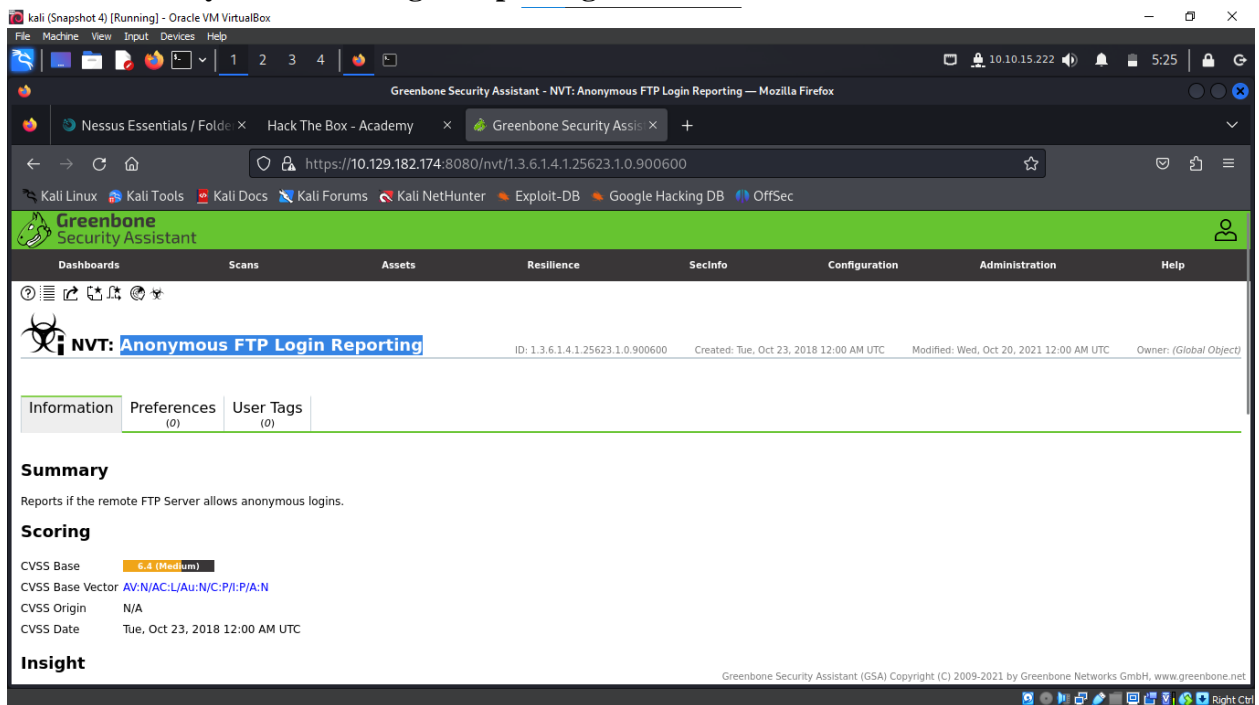 kali (Snapshot 4) [Running] - Oracle VM VirtualBox
File Machine View Input Devices Help
1 2 3 4 10.10.15.222 5:25
Greenbone Security Assistant - NVT: Anonymous FTP Login Reporting — Mozilla Firefox
Nessus Essentials / Folde Hack The Box - Academy Greenbone Security Assis
https://10.129.182.174:8080/nvt/1.3.6.1.4.1.25623.1.0.900600
Kali Linux Kali Tools Kali Docs Kali Forums Kali NetHunter Exploit-DB Google Hacking DB OffSec
Greenbone
Security Assistant
Dashboards Scans Assets Resilience SecInfo Configuration Administration Help
NVT: Anonymous FTP Login Reporting ID: 1.3.6.1.4.1.25623.1.0.900600 Created: Tue, Oct 23, 2018 12:00 AM UTC Modified: Wed, Oct 20, 2021 12:00 AM UTC Owner: (Global Object)
Information Preferences User Tags
(0) (0)
Summary
Reports if the remote FTP Server allows anonymous logins.
Scoring
CVSS Base 6.4 (Medium)
CVSS Base Vector AV:N/AC:L/Au:N/C:P/I:P/A:N
CVSS Origin N/A
CVSS Date Tue, Oct 23, 2018 12:00 AM UTC
Insight
Greenbone Security Assistant (GSA) Copyright (C) 2009-2021 by Greenbone Networks GmbH, www.greenbone.net
Right Ctrl